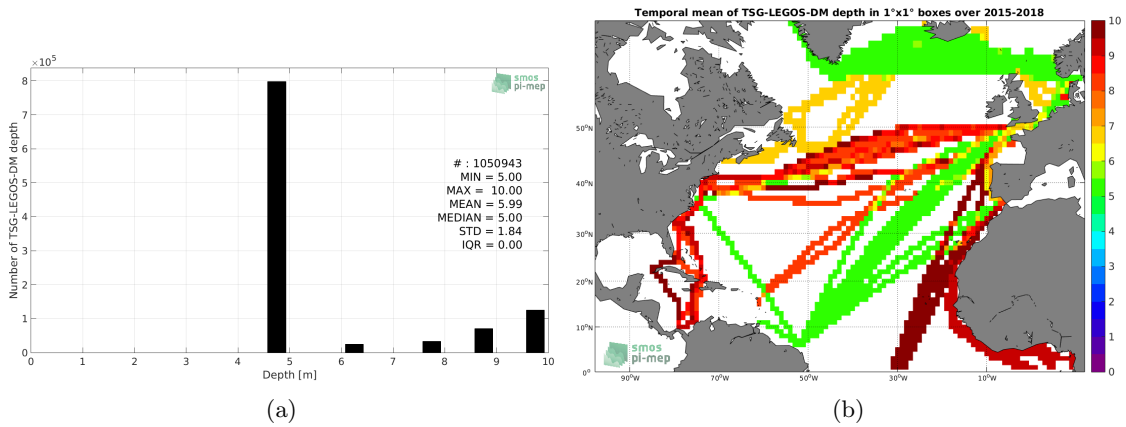 ×10⁵
8
7
6
5
4
3
2
1
0
Number of TSG-LEGOS-DM depth
smos
pi-mep
# : 1050943
MIN = 5.00
MAX = 10.00
MEAN = 5.99
MEDIAN = 5.00
STD = 1.84
IQR = 0.00
0 1 2 3 4 5 6 7 8 9 10
Depth [m]
(a)
Temporal mean of TSG-LEGOS-DM depth in 1°x1° boxes over 2015-2018
50°N
40°N
30°N
20°N
10°N
0°
90°W 70°W 50°W 30°W 10°W
smos
pi-mep
10
9
8
7
6
5
4
3
2
1
0
(b)